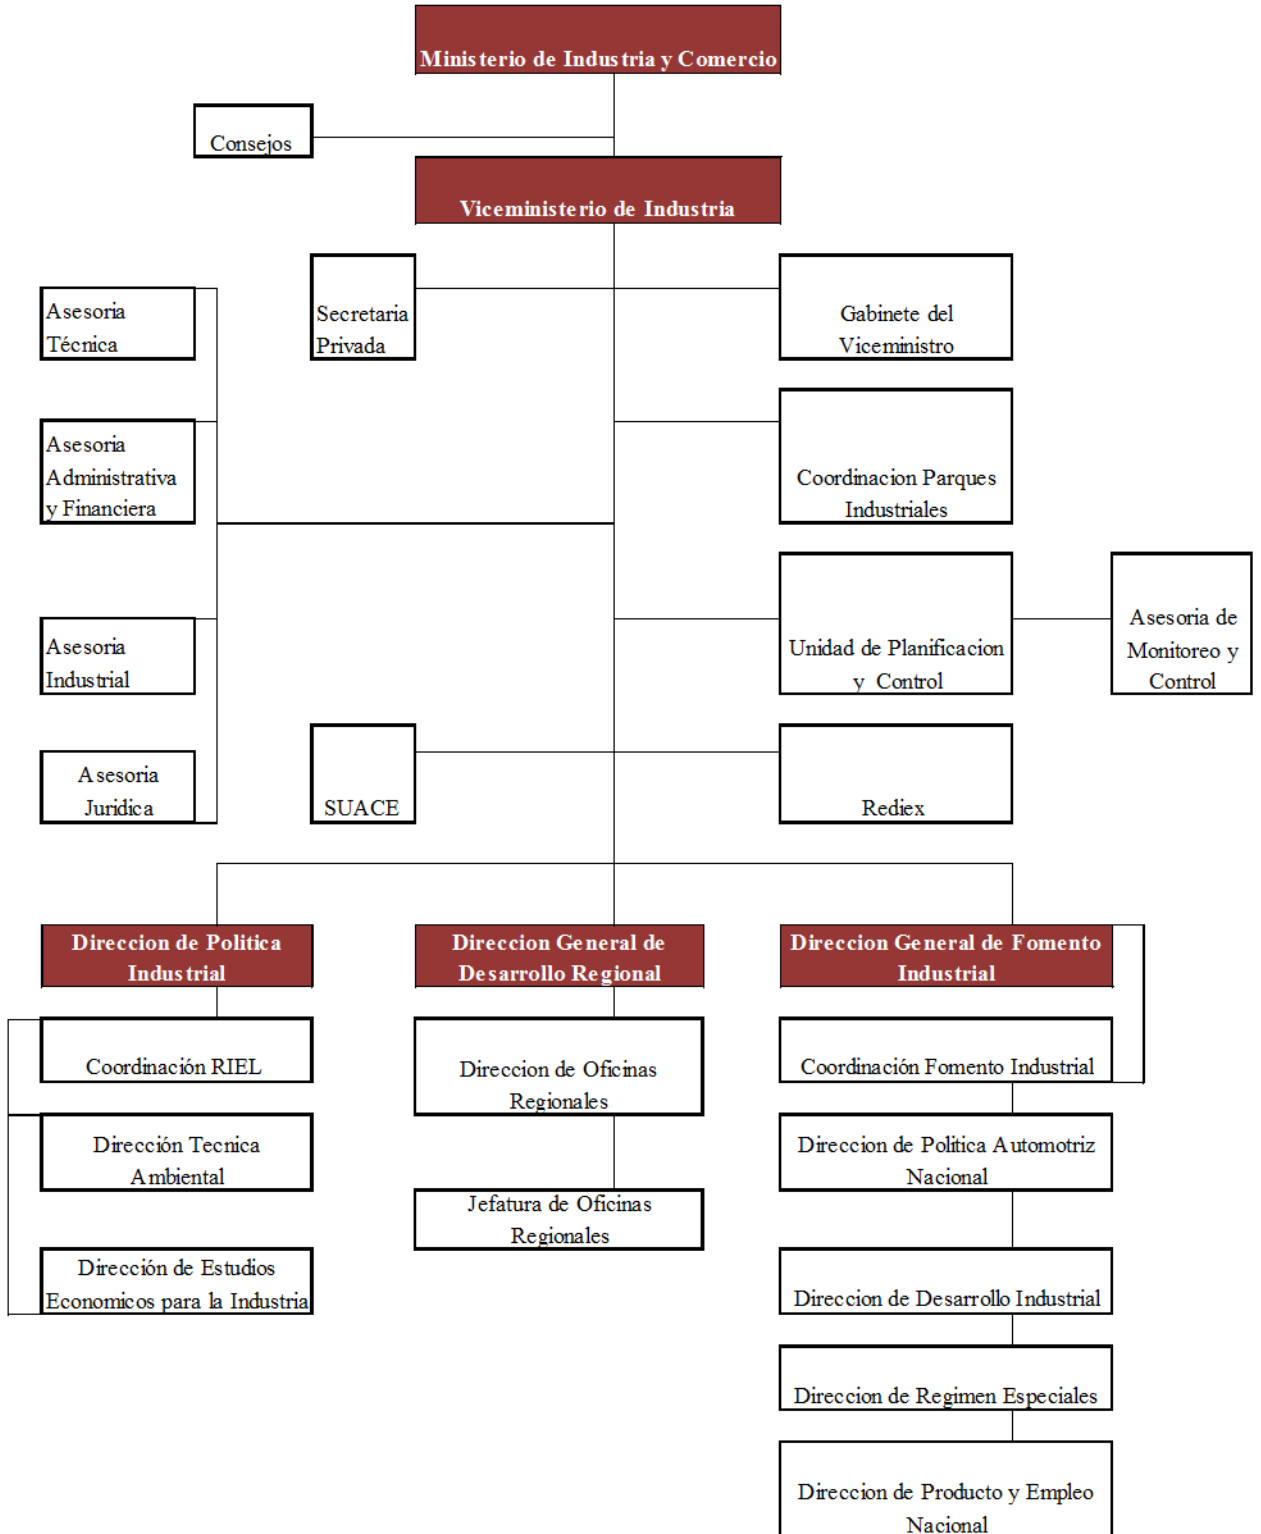 Ministerio de Industria y Comercio
Consejos
Viceministerio de Industria
Asesoria
Técnica
Secretaria
Privada
Gabinete del
Viceministro
Asesoria
Administrativa
y Financiera
Coordinacion Parques
Industriales
Asesoria
Industrial
Unidad de Planificacion
y Control
Asesoria de
Monitoreo y
Control
Asesoria
Juridica
SUACE
Rediex
Direccion de Politica
Industrial
Direccion General de
Desarrollo Regional
Direccion General de Fomento
Industrial
Coordinación RIEL
Direccion de Oficinas
Regionales
Coordinación Fomento Industrial
Dirección Tecnica
Ambiental
Direccion de Politica Automotriz
Nacional
Jefatura de Oficinas
Regionales
Dirección de Estudios
Economicos para la Industria
Direccion de Desarrollo Industrial
Direccion de Regimen Especiales
Direccion de Producto y Empleo
Nacional